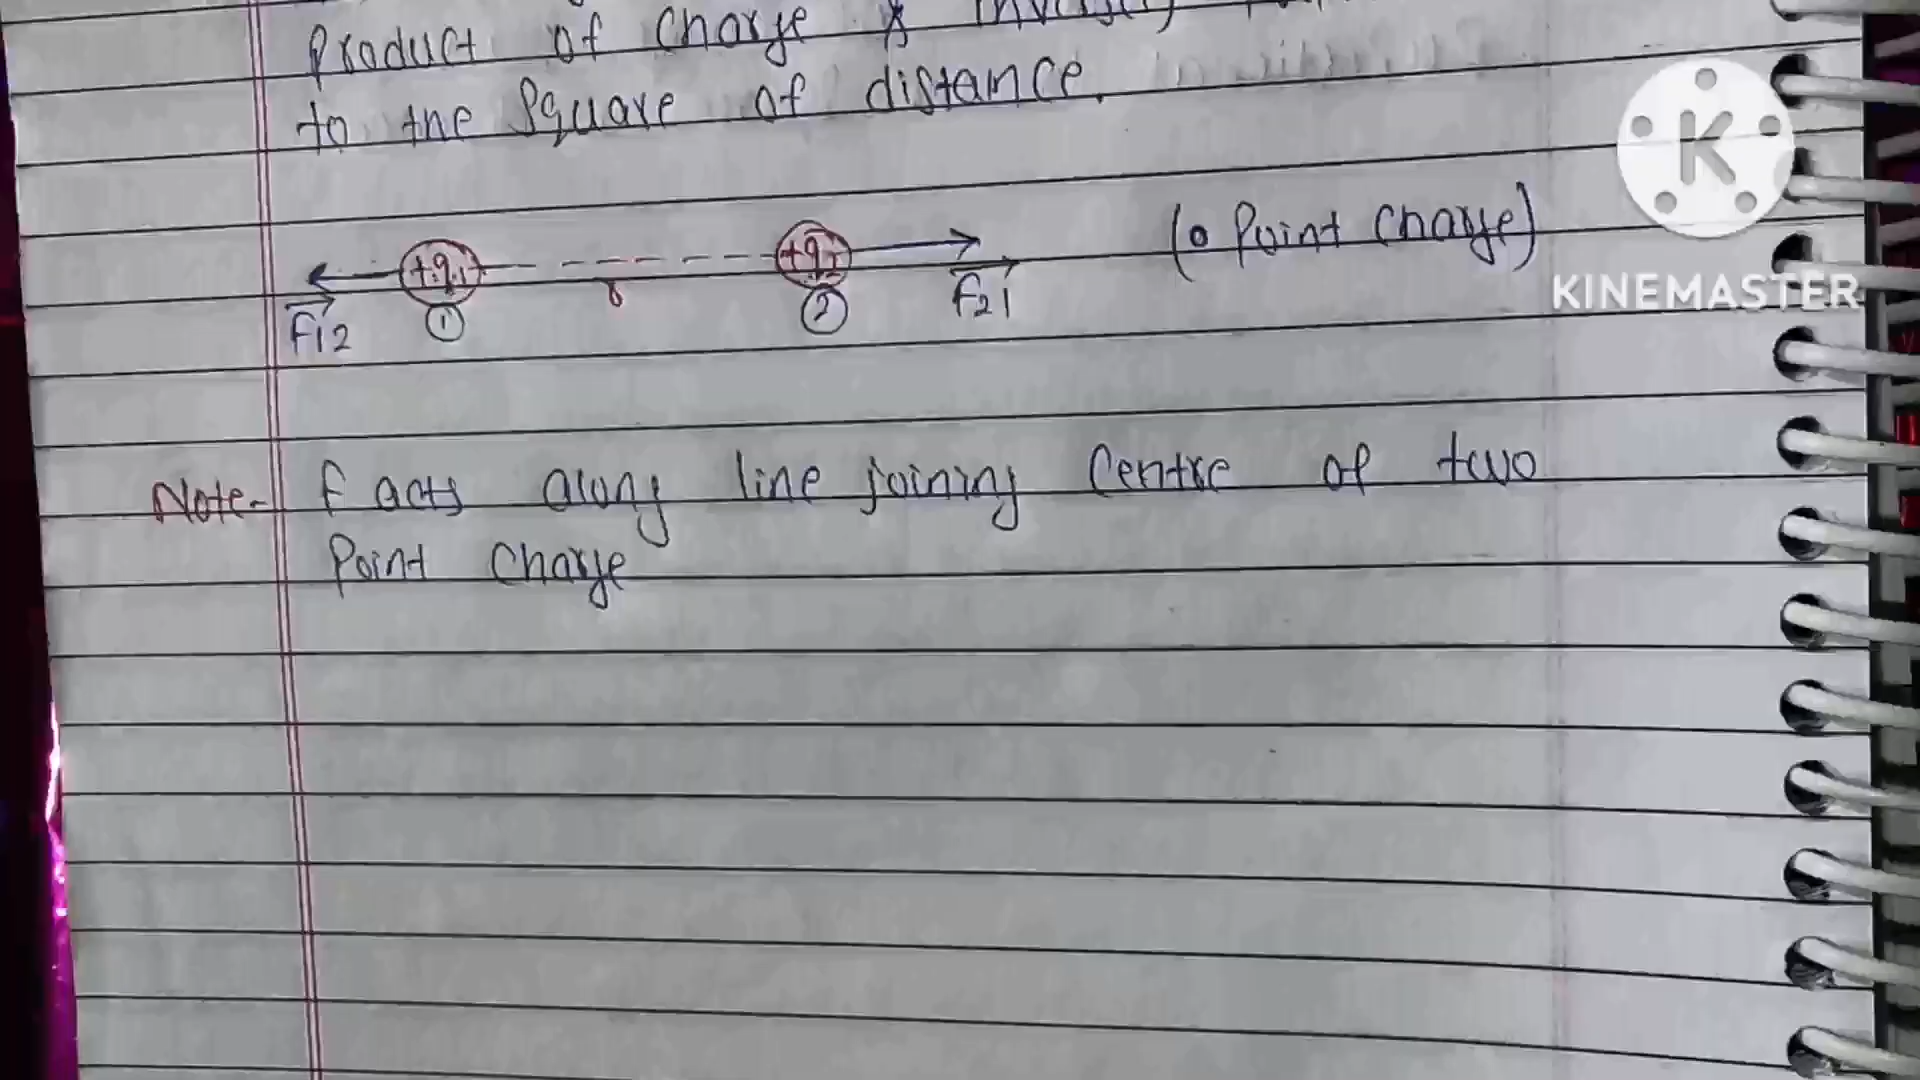 Product of Charge &
to the Square of distance.
+q1 r +q2 (o Point Charge)
F12 1 2 F21
Note- F acts along line joining Centre of two
Point Charge
KINEMASTER